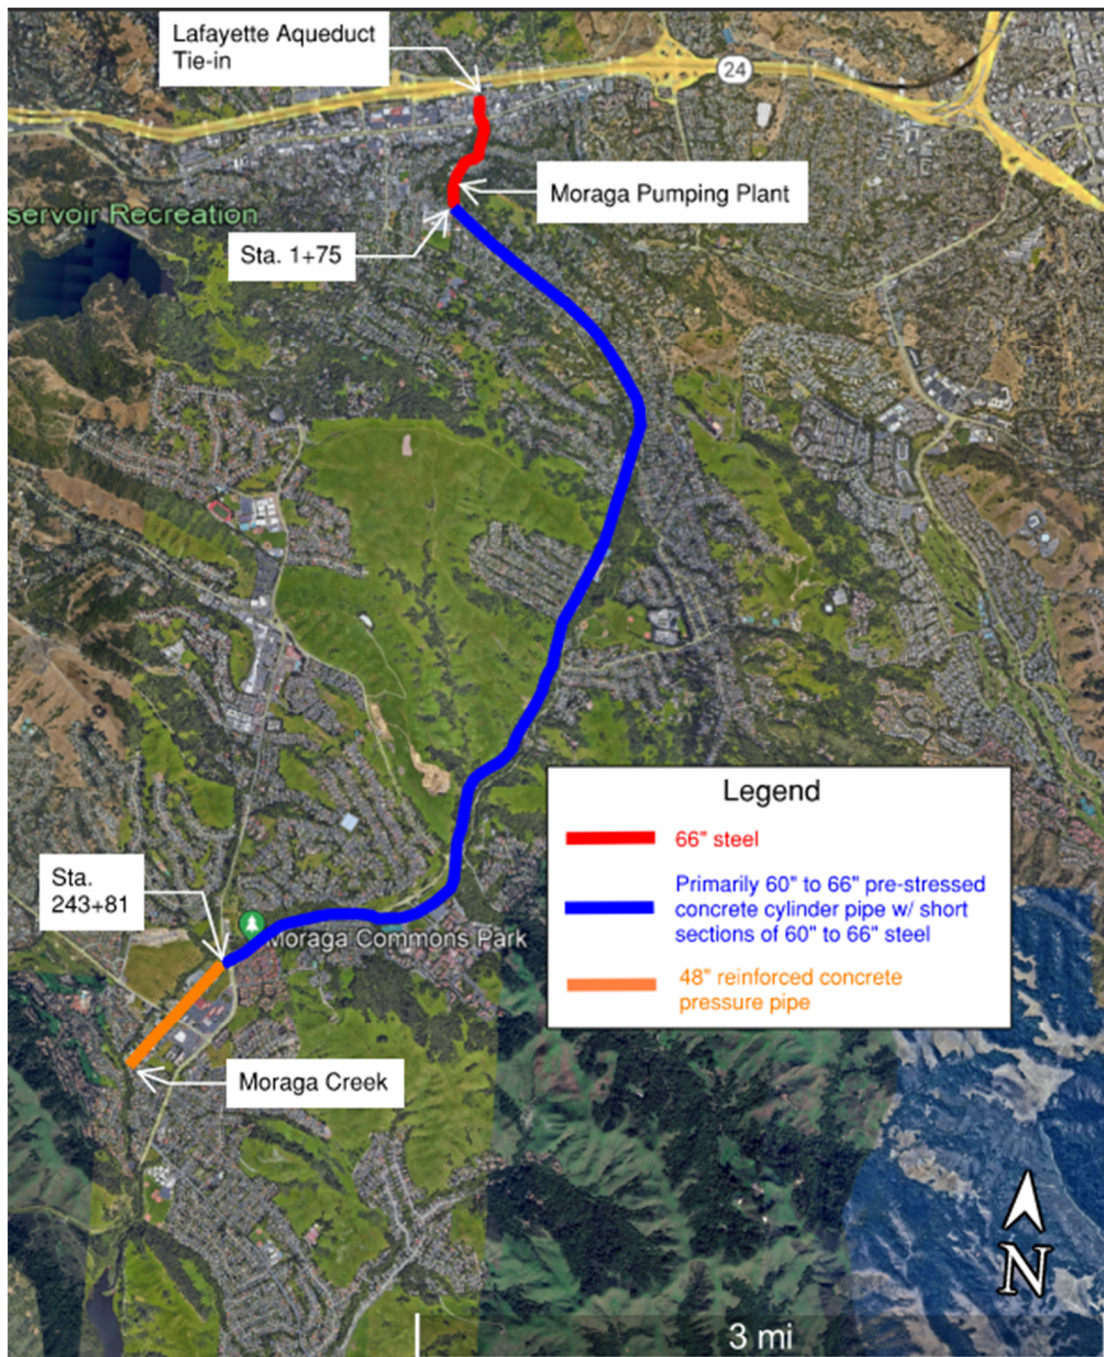 Lafayette Aqueduct
Tie-in
24
Moraga Pumping Plant
servoir Recreation
Sta. 1+75
Legend
66" steel
Primarily 60" to 66" pre-stressed
concrete cylinder pipe w/ short
sections of 60" to 66" steel
48" reinforced concrete
pressure pipe
Sta.
243+81
Moraga Commons Park
Moraga Creek
N
3 mi